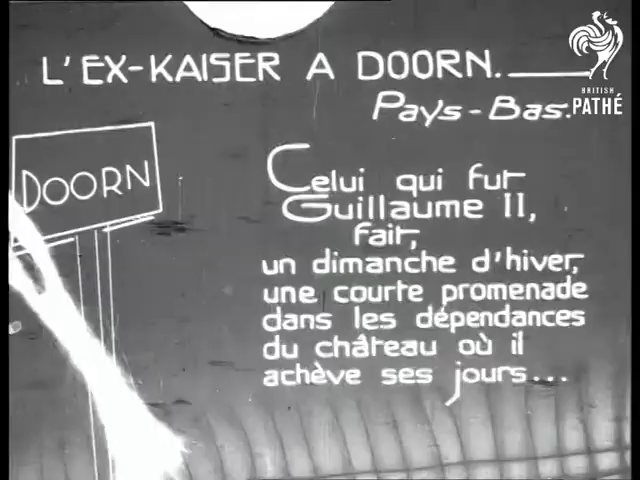 L'EX-KAISER A DOORN.
Pays-Bas.
BRITISH
PATHÉ
DOORN
Celui qui fut
Guillaume II,
fait,
un dimanche d'hiver,
une courte promenade
dans les dépendances
du château où il
achève ses jours...